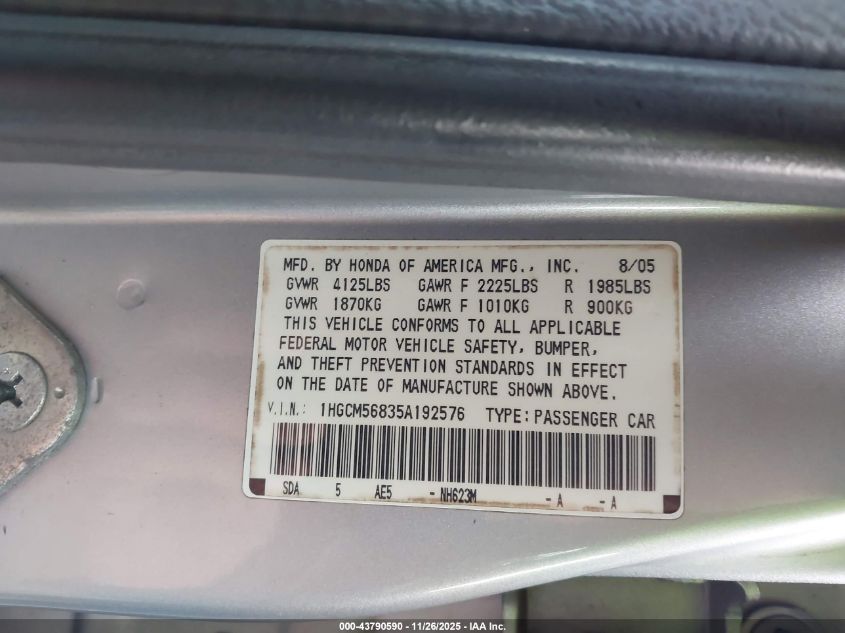 MFD. BY HONDA OF AMERICA MFG., INC. 8/05
GVWR 4125LBS GAWR F 2225LBS R 1985LBS
GVWR 1870KG GAWR F 1010KG R 900KG
THIS VEHICLE CONFORMS TO ALL APPLICABLE
FEDERAL MOTOR VEHICLE SAFETY, BUMPER,
AND THEFT PREVENTION STANDARDS IN EFFECT
ON THE DATE OF MANUFACTURE SHOWN ABOVE.
V.I.N.: 1HGCM56835A192576 TYPE: PASSENGER CAR
SDA 5 AE5 - NH623M - A - A
000-43790590 - 11/26/2025 - IAA Inc.